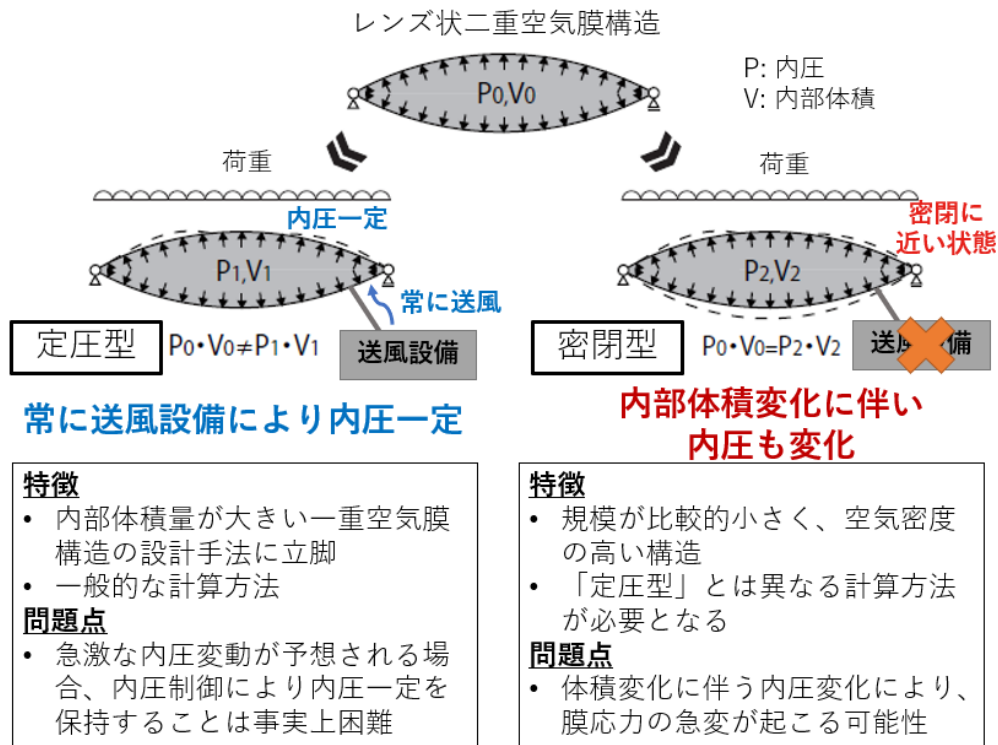 レンズ状二重空気膜構造
P0,V0
P: 内圧
V: 内部体積
荷重
内圧一定
P1,V1
常に送風
定圧型
P0・V0≠P1・V1
送風設備
常に送風設備により内圧一定
特徴
• 内部体積量が大きい一重空気膜
構造の設計手法に立脚
• 一般的な計算方法
問題点
• 急激な内圧変動が予想される場
合、内圧制御により内圧一定を
保持することは事実上困難
荷重
密閉に
近い状態
P2,V2
密閉型
P0・V0=P2・V2
送風設備
内部体積変化に伴い
内圧も変化
特徴
• 規模が比較的小さく、空気密度
の高い構造
• 「定圧型」とは異なる計算方法
が必要となる
問題点
• 体積変化に伴う内圧変化により、
膜応力の急変が起こる可能性